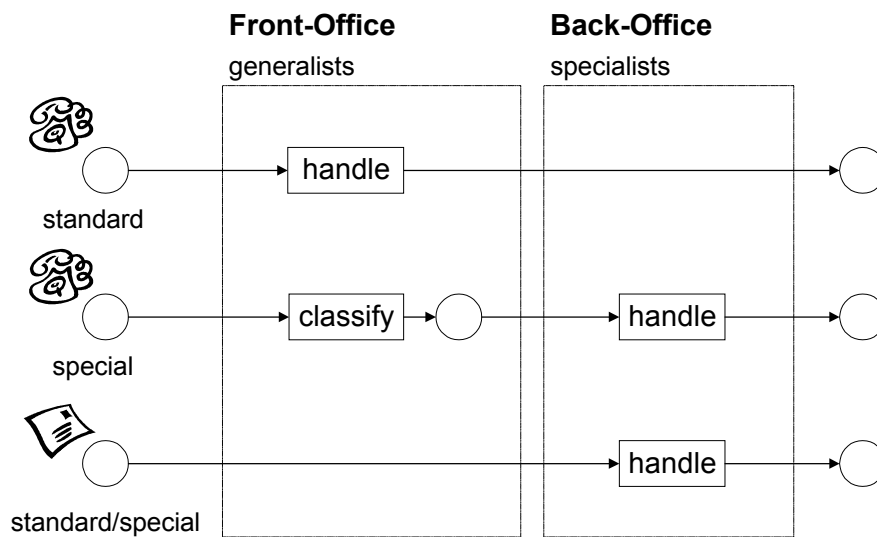 Front-Office
Back-Office
generalists
specialists
handle
standard
classify
handle
special
handle
standard/special